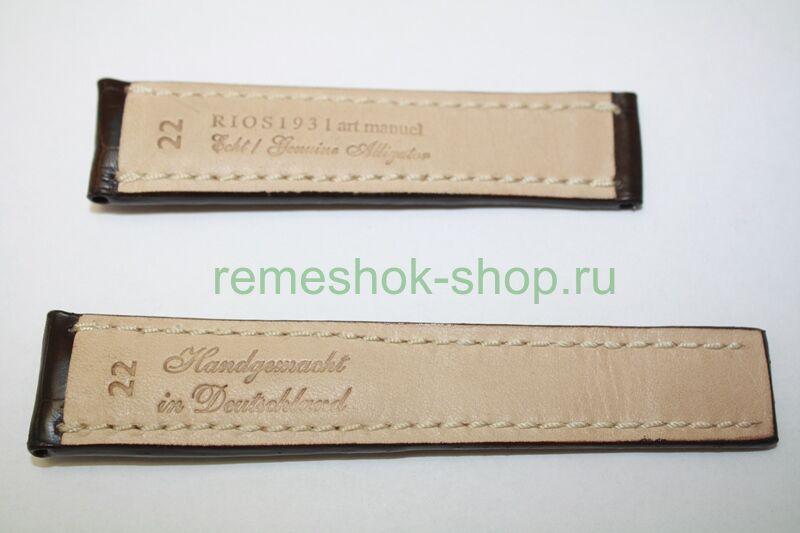 22
RIOS1931 art manuel
Echt / Genuine Alligator
remeshok-shop.ru
22
Handgemacht
in Deutschland